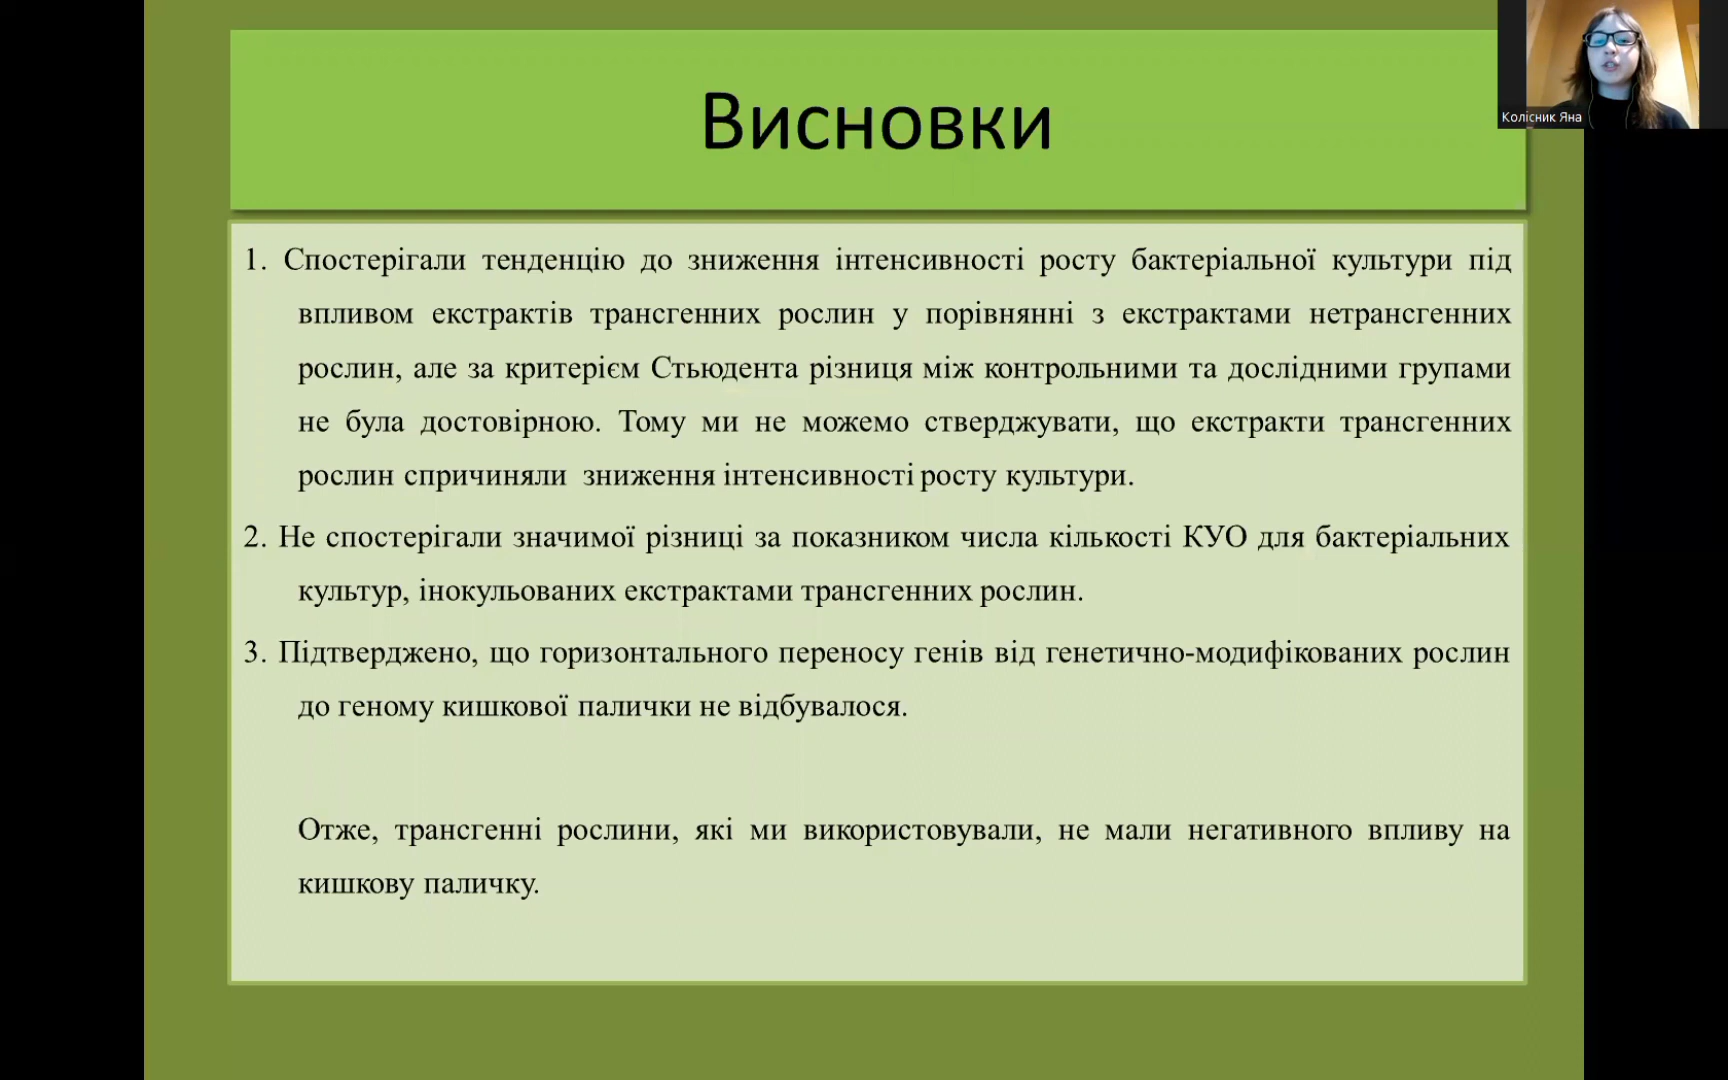 Висновки
Колісник Яна
1. Спостерігали тенденцію до зниження інтенсивності росту бактеріальної культури під
впливом екстрактів трансгенних рослин у порівнянні з екстрактами нетрансгенних
рослин, але за критерієм Стьюдента різниця між контрольними та дослідними групами
не була достовірною. Тому ми не можемо стверджувати, що екстракти трансгенних
рослин спричиняли зниження інтенсивності росту культури.
2. Не спостерігали значимої різниці за показником числа кількості КУО для бактеріальних
культур, інокульованих екстрактами трансгенних рослин.
3. Підтверджено, що горизонтального переносу генів від генетично-модифікованих рослин
до геному кишкової палички не відбувалося.
Отже, трансгенні рослини, які ми використовували, не мали негативного впливу на
кишкову паличку.